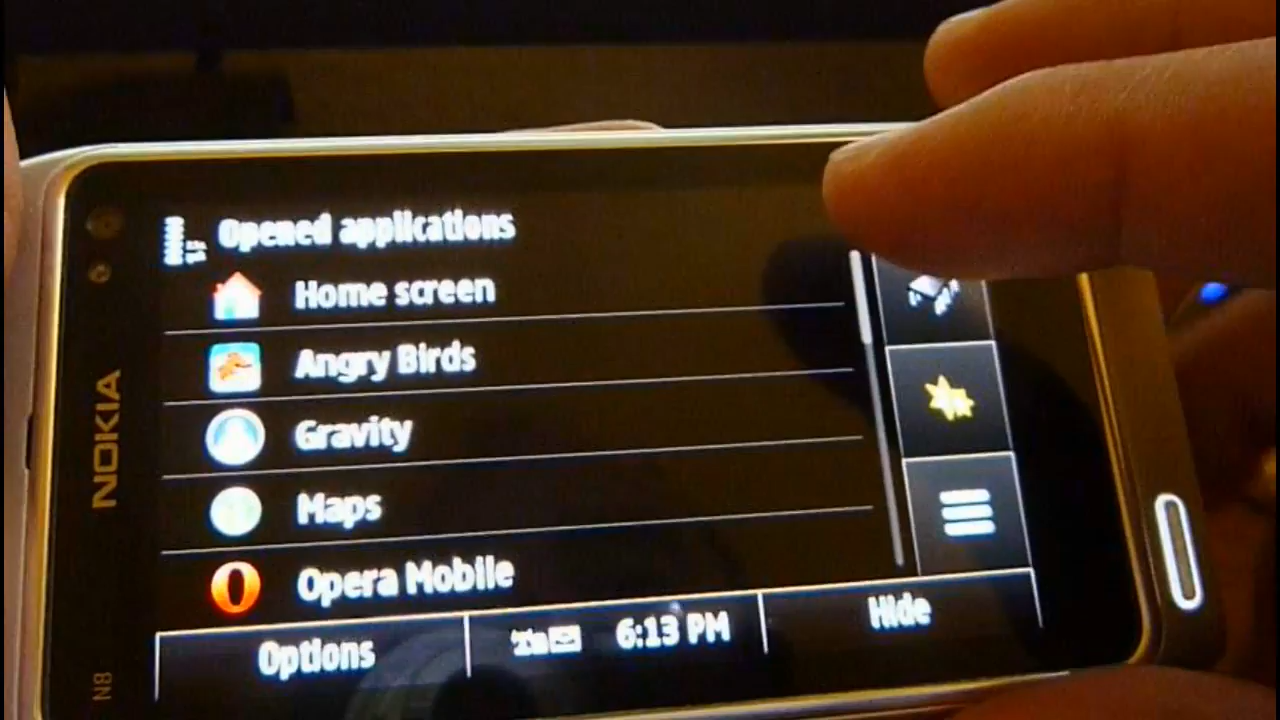 Opened applications
Home screen
Angry Birds
Gravity
Maps
Opera Mobile
Options
6:13 PM
Hide
NOKIA
N8